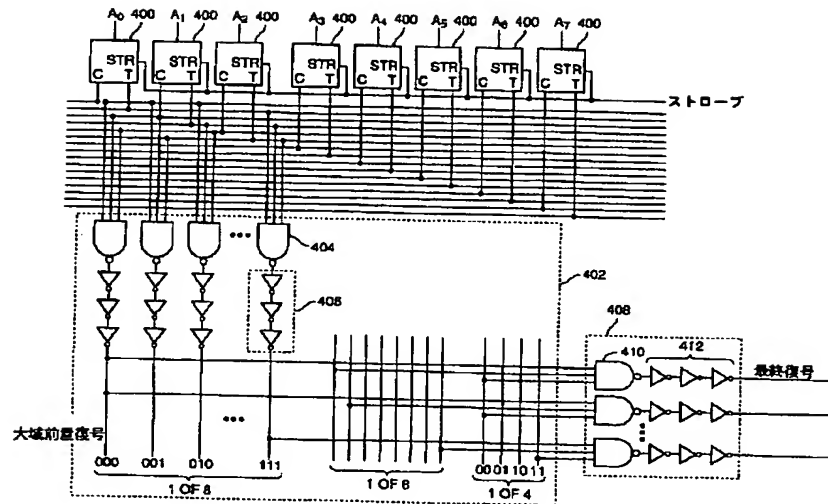 A0 400 A1 400 A2 400 A3 400 A4 400 A5 400 A6 400 A7 400
STR STR STR STR STR STR STR STR
C T C T C T C T C T C T C T C T
ストローブ
404
402
406
408
410
412
最終復号
大域前置復号
000 001 010 111
00 01 10 11
1 OF 8
1 OF 8
1 OF 4